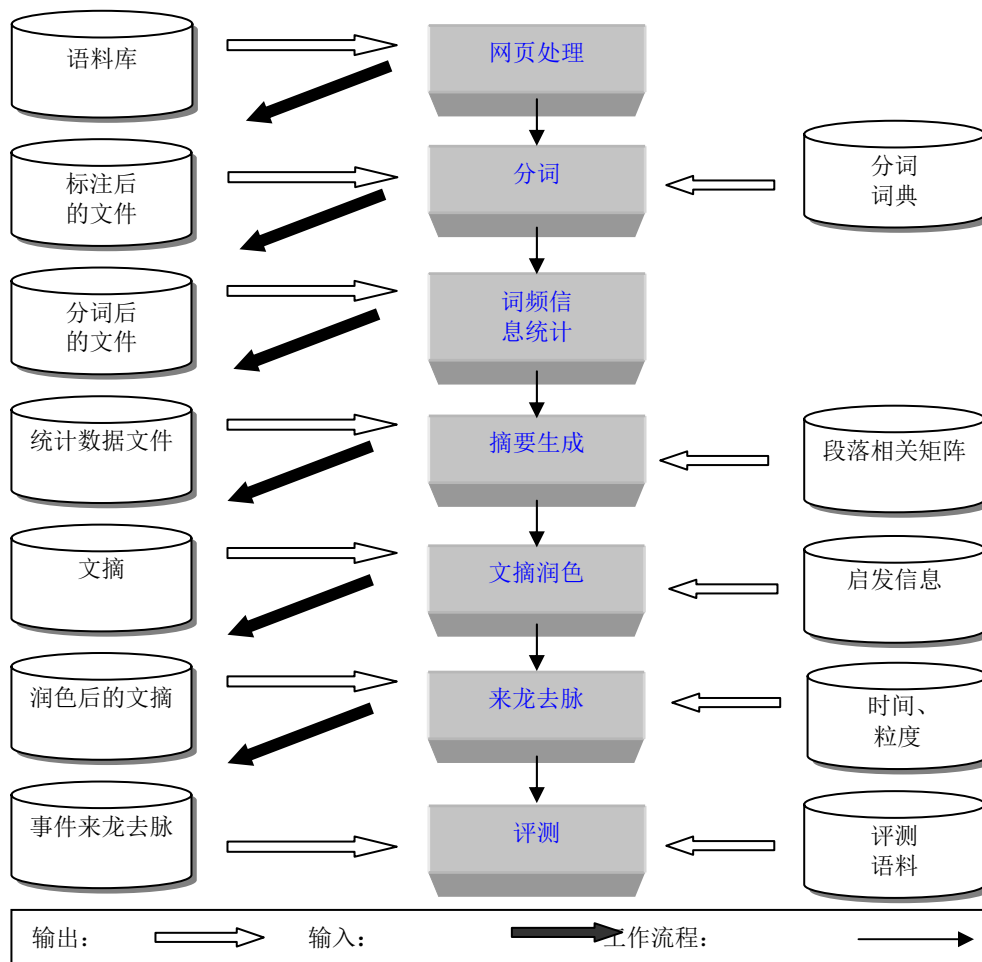 语料库
网页处理
标注后
的文件
分词
分词
词典
分词后
的文件
词频信
息统计
统计数据文件
摘要生成
段落相关矩阵
文摘
文摘润色
启发信息
润色后的文摘
来龙去脉
时间、
粒度
事件来龙去脉
评测
评测
语料
输出： 输入： 工作流程：